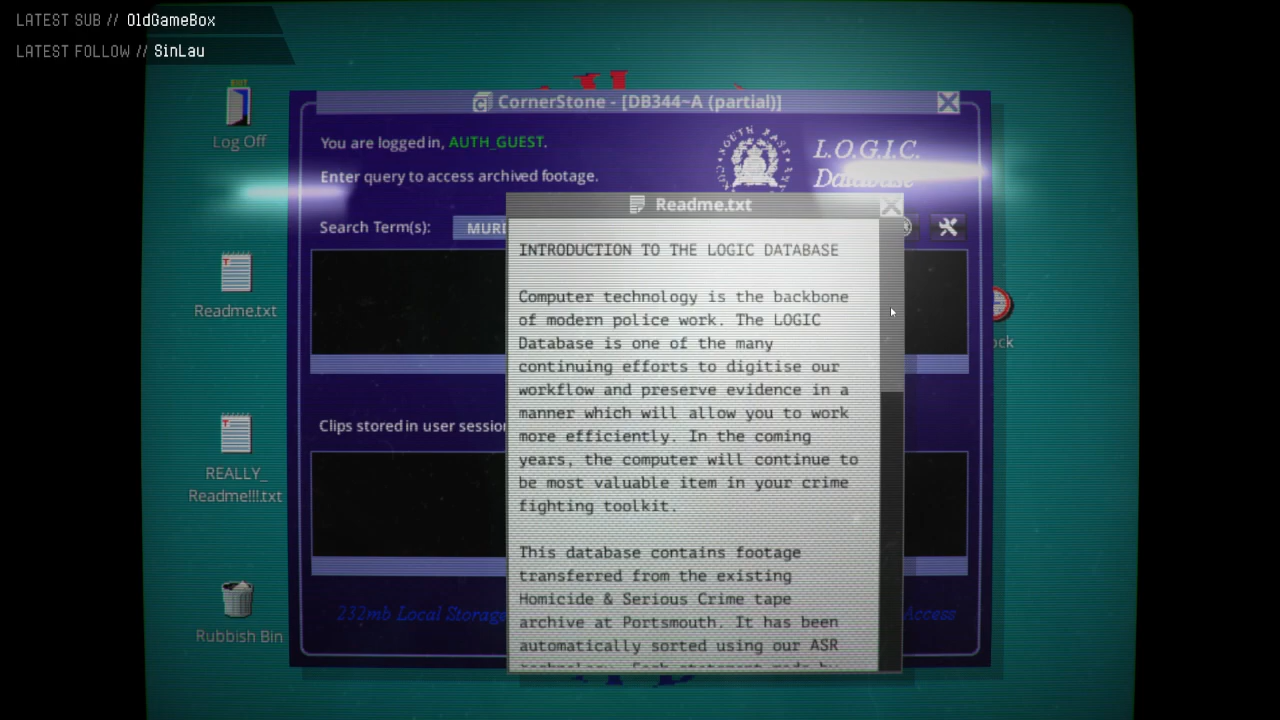 LATEST SUB // OldGameBox
LATEST FOLLOW // SinLau
Log Off
CornerStone - [DB344~A (partial)]
You are logged in, AUTH_GUEST.
Enter query to access archived footage.
SOUTH EAST
L.O.G.I.C.
Database
Search Term(s):
MUR
Readme.txt
INTRODUCTION TO THE LOGIC DATABASE
Computer technology is the backbone
of modern police work. The LOGIC
Database is one of the many
continuing efforts to digitise our
workflow and preserve evidence in a
manner which will allow you to work
more efficiently. In the coming
years, the computer will continue to
be most valuable item in your crime
fighting toolkit.
This database contains footage
transferred from the existing
Homicide & Serious Crime tape
archive at Portsmouth. It has been
automatically sorted using our ASR
Readme.txt
ock
Clips stored in user session
REALLY_
Readme!!!.txt
232mb Local Storage
Access
Rubbish Bin